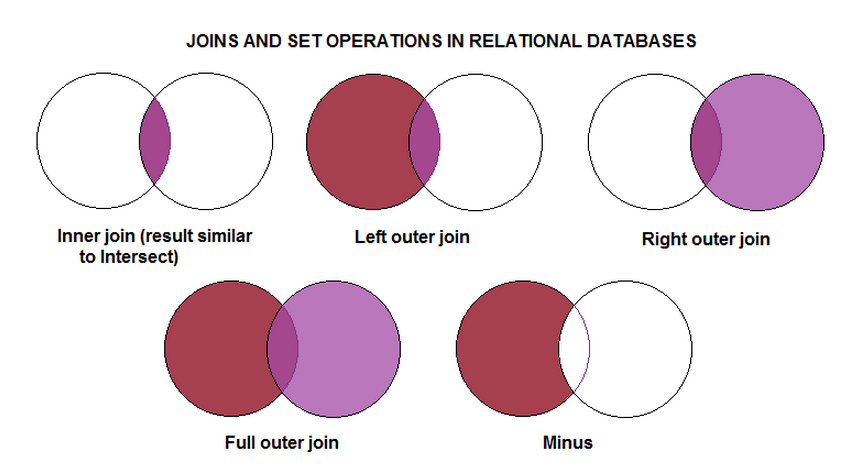 JOINS AND SET OPERATIONS IN RELATIONAL DATABASES
Inner join (result similar
to Intersect)
Left outer join
Right outer join
Full outer join
Minus